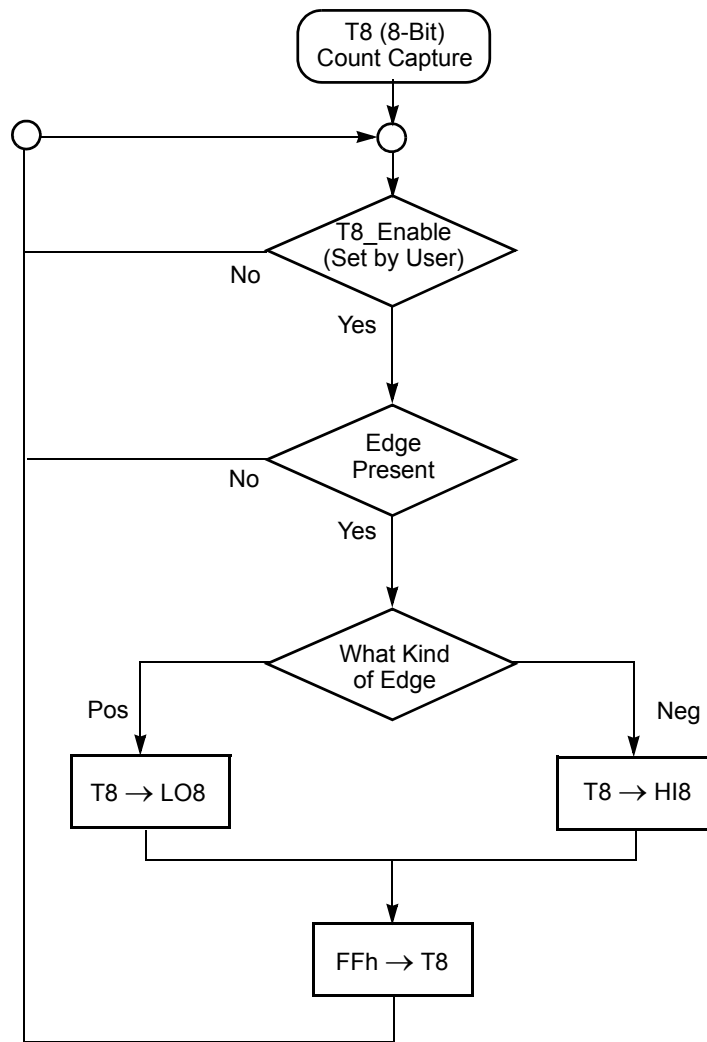 T8 (8-Bit)
Count Capture
T8_Enable
(Set by User)
No
Yes
Edge
Present
No
Yes
What Kind
of Edge
Pos
Neg
T8 → LO8
T8 → HI8
FFh → T8